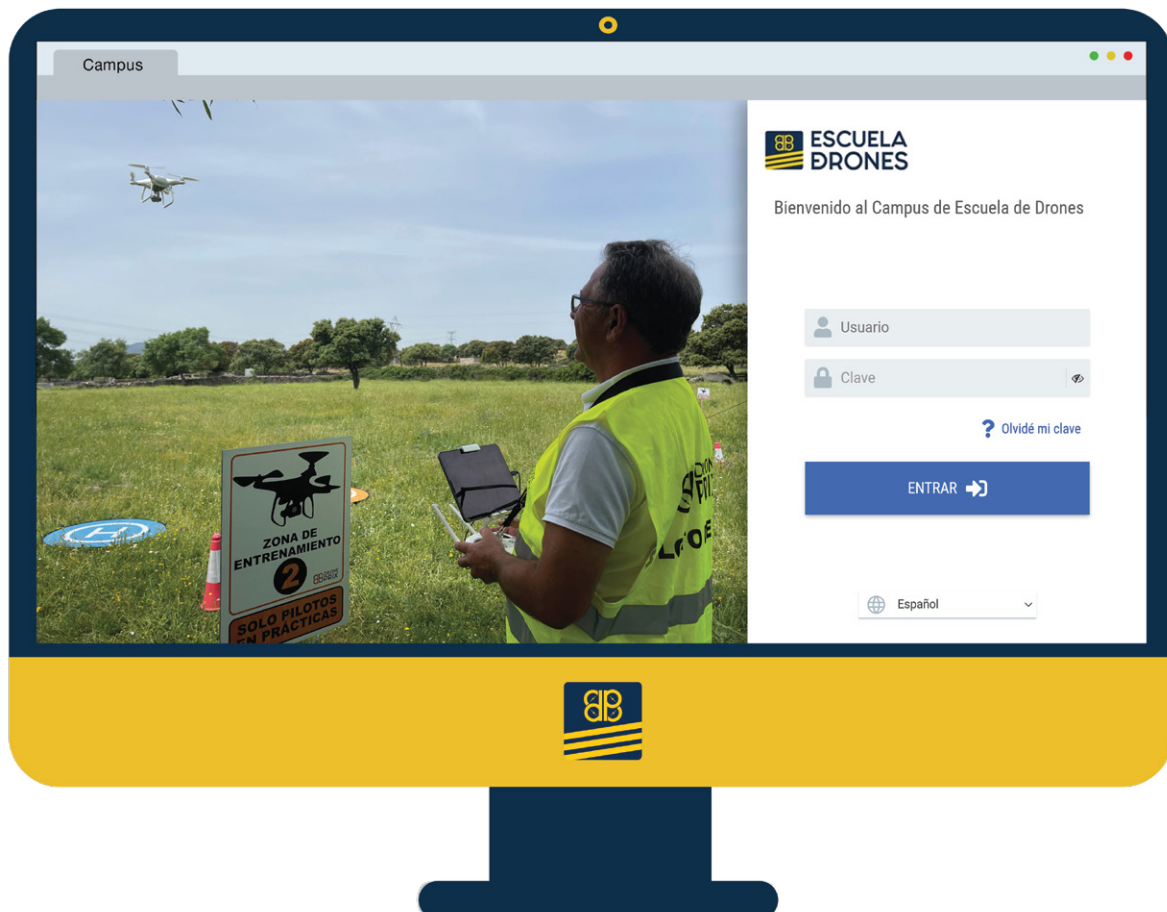 Campus
ESCUELA
DRONES
Bienvenido al Campus de Escuela de Drones
Usuario
Clave
Olvidé mi clave
ENTRAR
Español
ZONA DE
ENTRENAMIENTO
2
SOLO PILOTOS
EN PRÁCTICAS